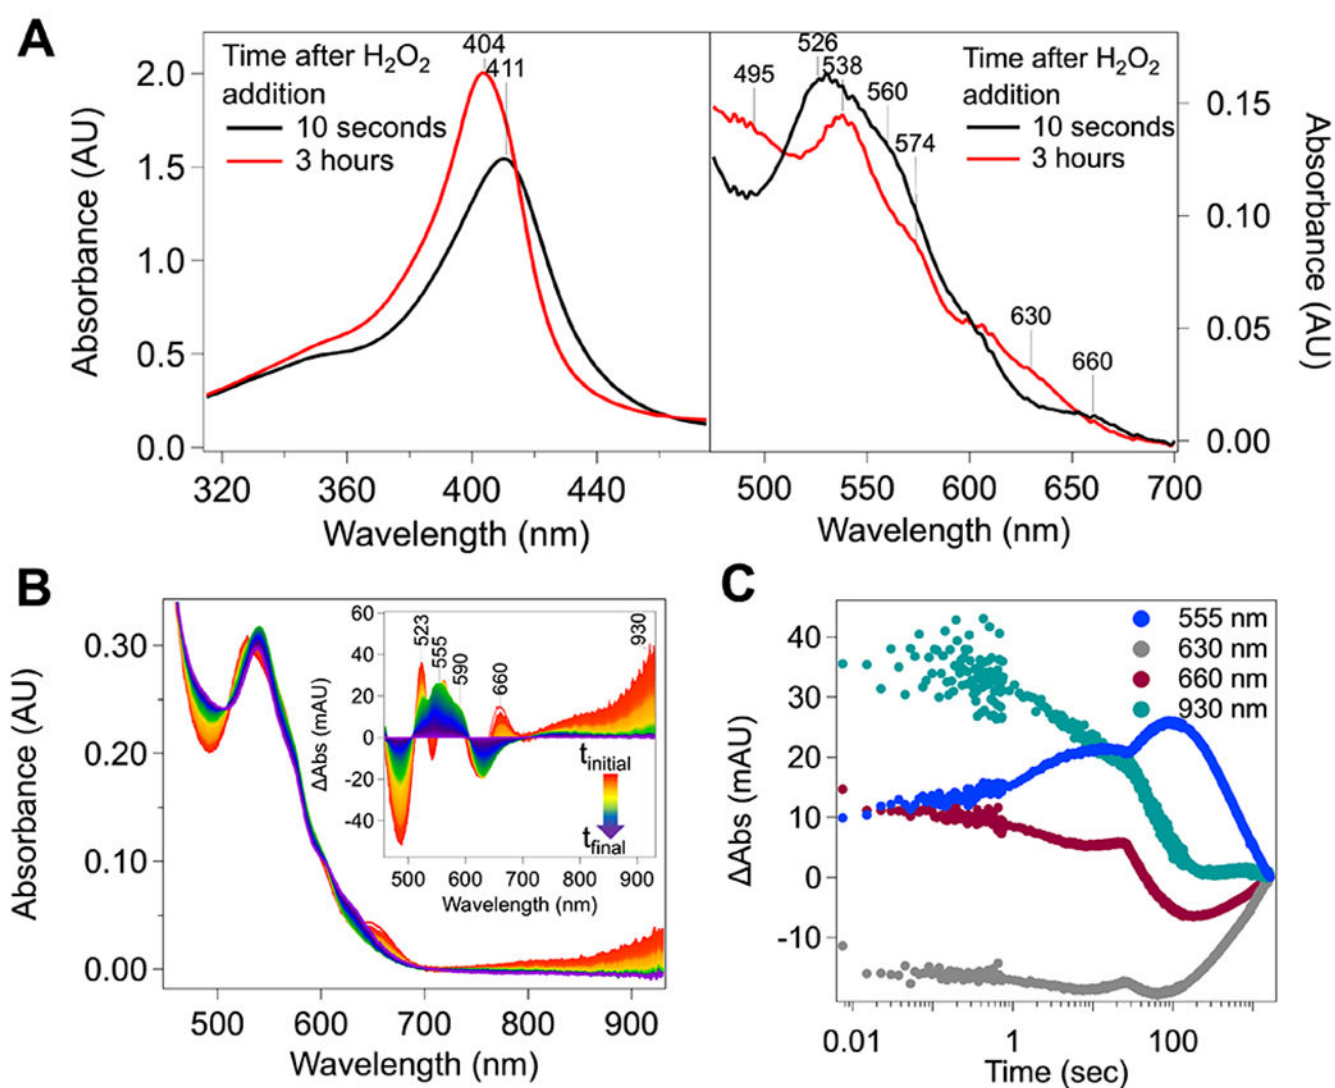 A
Time after H₂O₂
addition
10 seconds
3 hours
404
411
2.0
1.5
1.0
0.5
0.0
Absorbance (AU)
320 360 400 440
Wavelength (nm)
Time after H₂O₂
addition
10 seconds
3 hours
526
495
538
560
574
630
660
0.15
0.10
0.05
0.00
Absorbance (AU)
500 550 600 650 700
Wavelength (nm)
B
0.30
0.20
0.10
0.00
Absorbance (AU)
500 600 700 800 900
Wavelength (nm)
60
40
20
0
-20
-40
ΔAbs (mAU)
523
555
590
660
930
t initial
t final
500 600 700 800 900
Wavelength (nm)
C
555 nm
630 nm
660 nm
930 nm
40
30
20
10
0
-10
ΔAbs (mAU)
0.01 1 100
Time (sec)